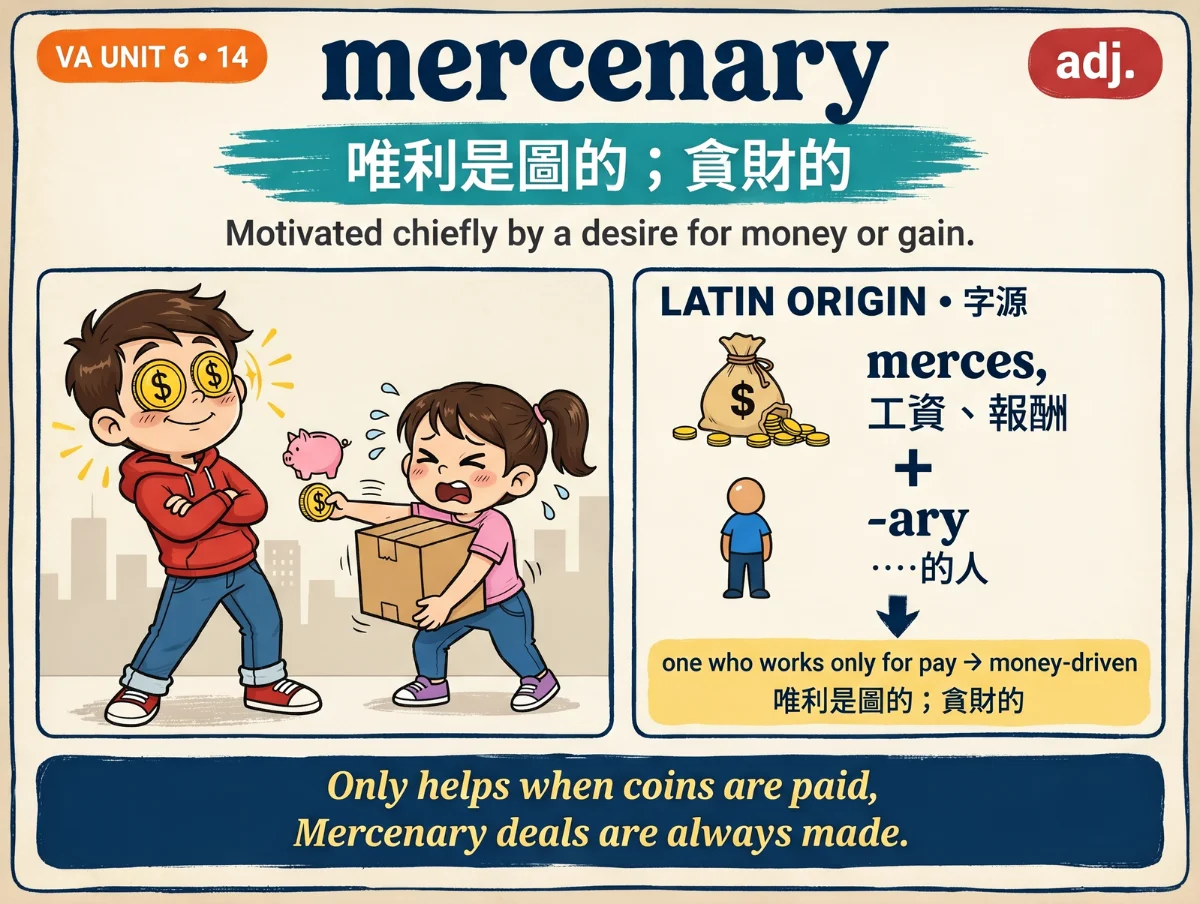 VA UNIT 6 • 14
mercenary
adj.
唯利是圖的；貪財的
Motivated chiefly by a desire for money or gain.
$ $
$
LATIN ORIGIN • 字源
$
merces,
工資、報酬
+
-ary
····的人
one who works only for pay → money-driven
唯利是圖的；貪財的
Only helps when coins are paid,
Mercenary deals are always made.